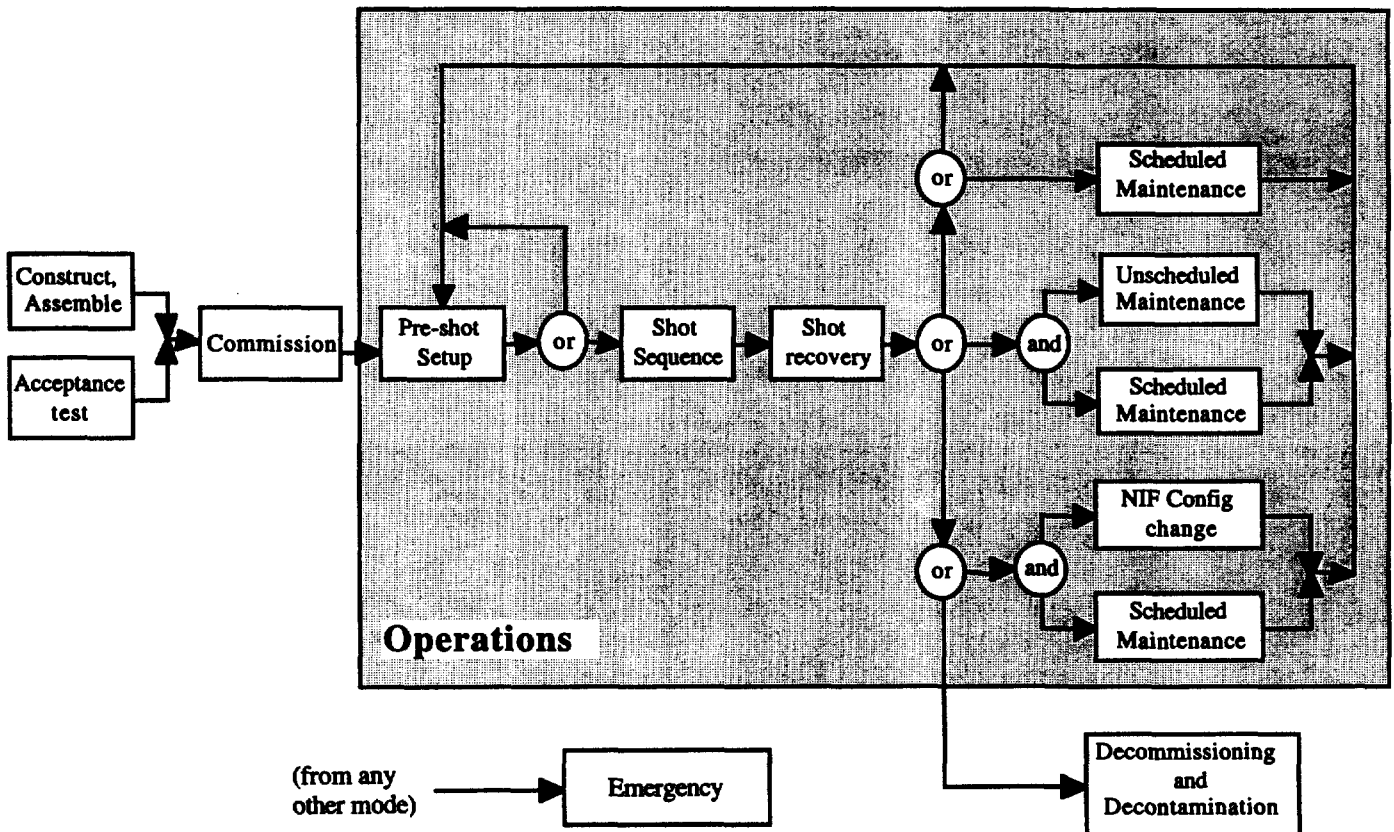 Scheduled
Maintenance
or
Construct,
Assemble
Acceptance
test
Commission
Pre-shot
Setup
or
Shot
Sequence
Shot
recovery
or
and
Unscheduled
Maintenance
Scheduled
Maintenance
or
and
NIF Config
change
Scheduled
Maintenance
Operations
(from any
other mode)
Emergency
Decommissioning
and
Decontamination